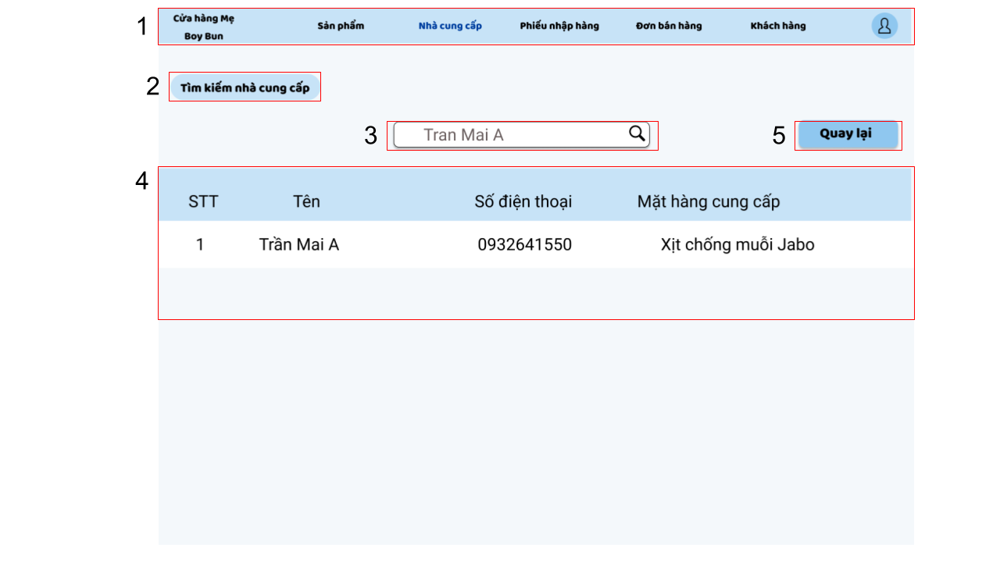 1
Cửa hàng Mẹ
Boy Bun
Sản phẩm
Nhà cung cấp
Phiếu nhập hàng
Đơn bán hàng
Khách hàng
2
Tìm kiếm nhà cung cấp
3
Tran Mai A
5
Quay lại
4
STT Tên Số điện thoại Mặt hàng cung cấp
1 Trần Mai A 0932641550 Xịt chống muỗi Jabo